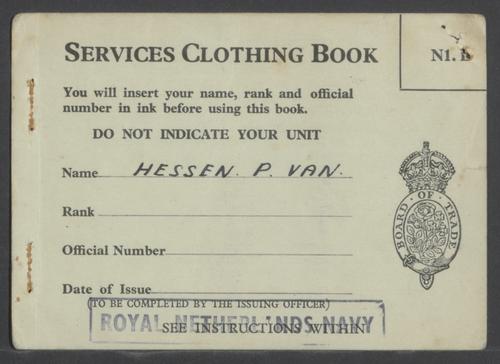 SERVICES CLOTHING BOOK
N1. B
You will insert your name, rank and official
number in ink before using this book.
DO NOT INDICATE YOUR UNIT
Name HESSEN. P. VAN.
Rank
Official Number
BOARD · OF · TRADE
Date of Issue
(TO BE COMPLETED BY THE ISSUING OFFICER)
ROYAL NETHERLANDS NAVY
SEE INSTRUCTIONS WITHIN